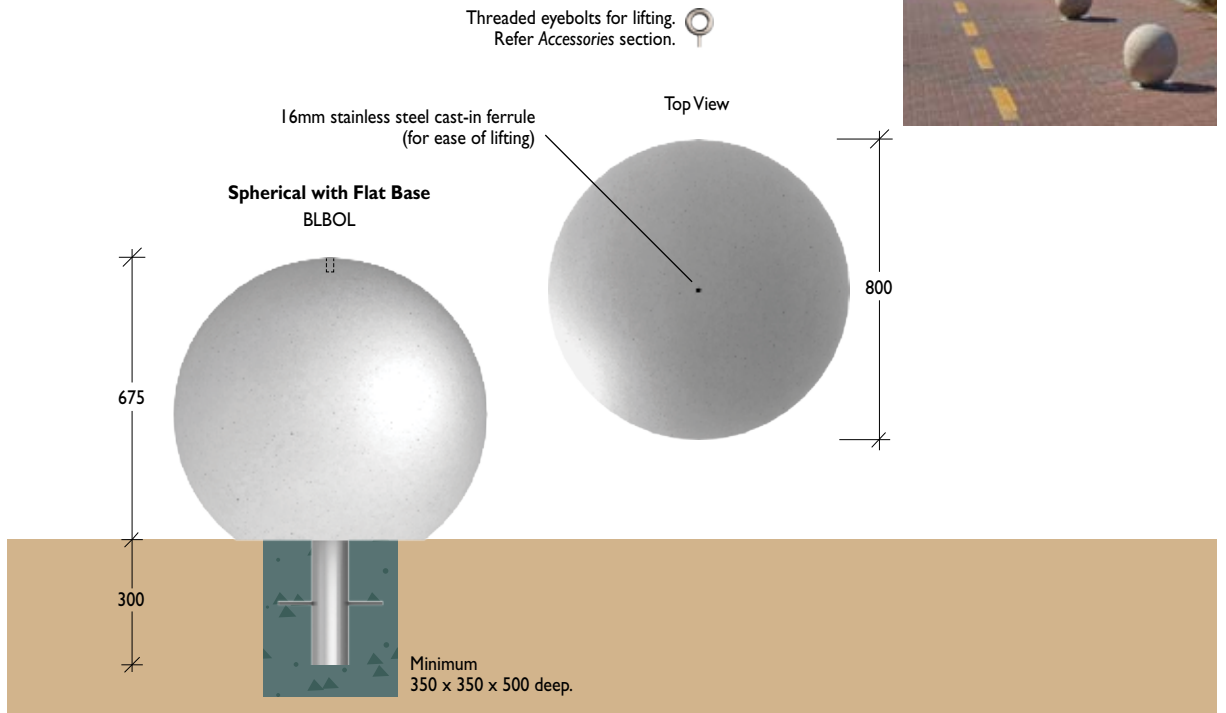 Threaded eyebolts for lifting.
Refer Accessories section.
Top View
16mm stainless steel cast-in ferrule
(for ease of lifting)
Spherical with Flat Base
BLBOL
675
800
300
Minimum
350 x 350 x 500 deep.